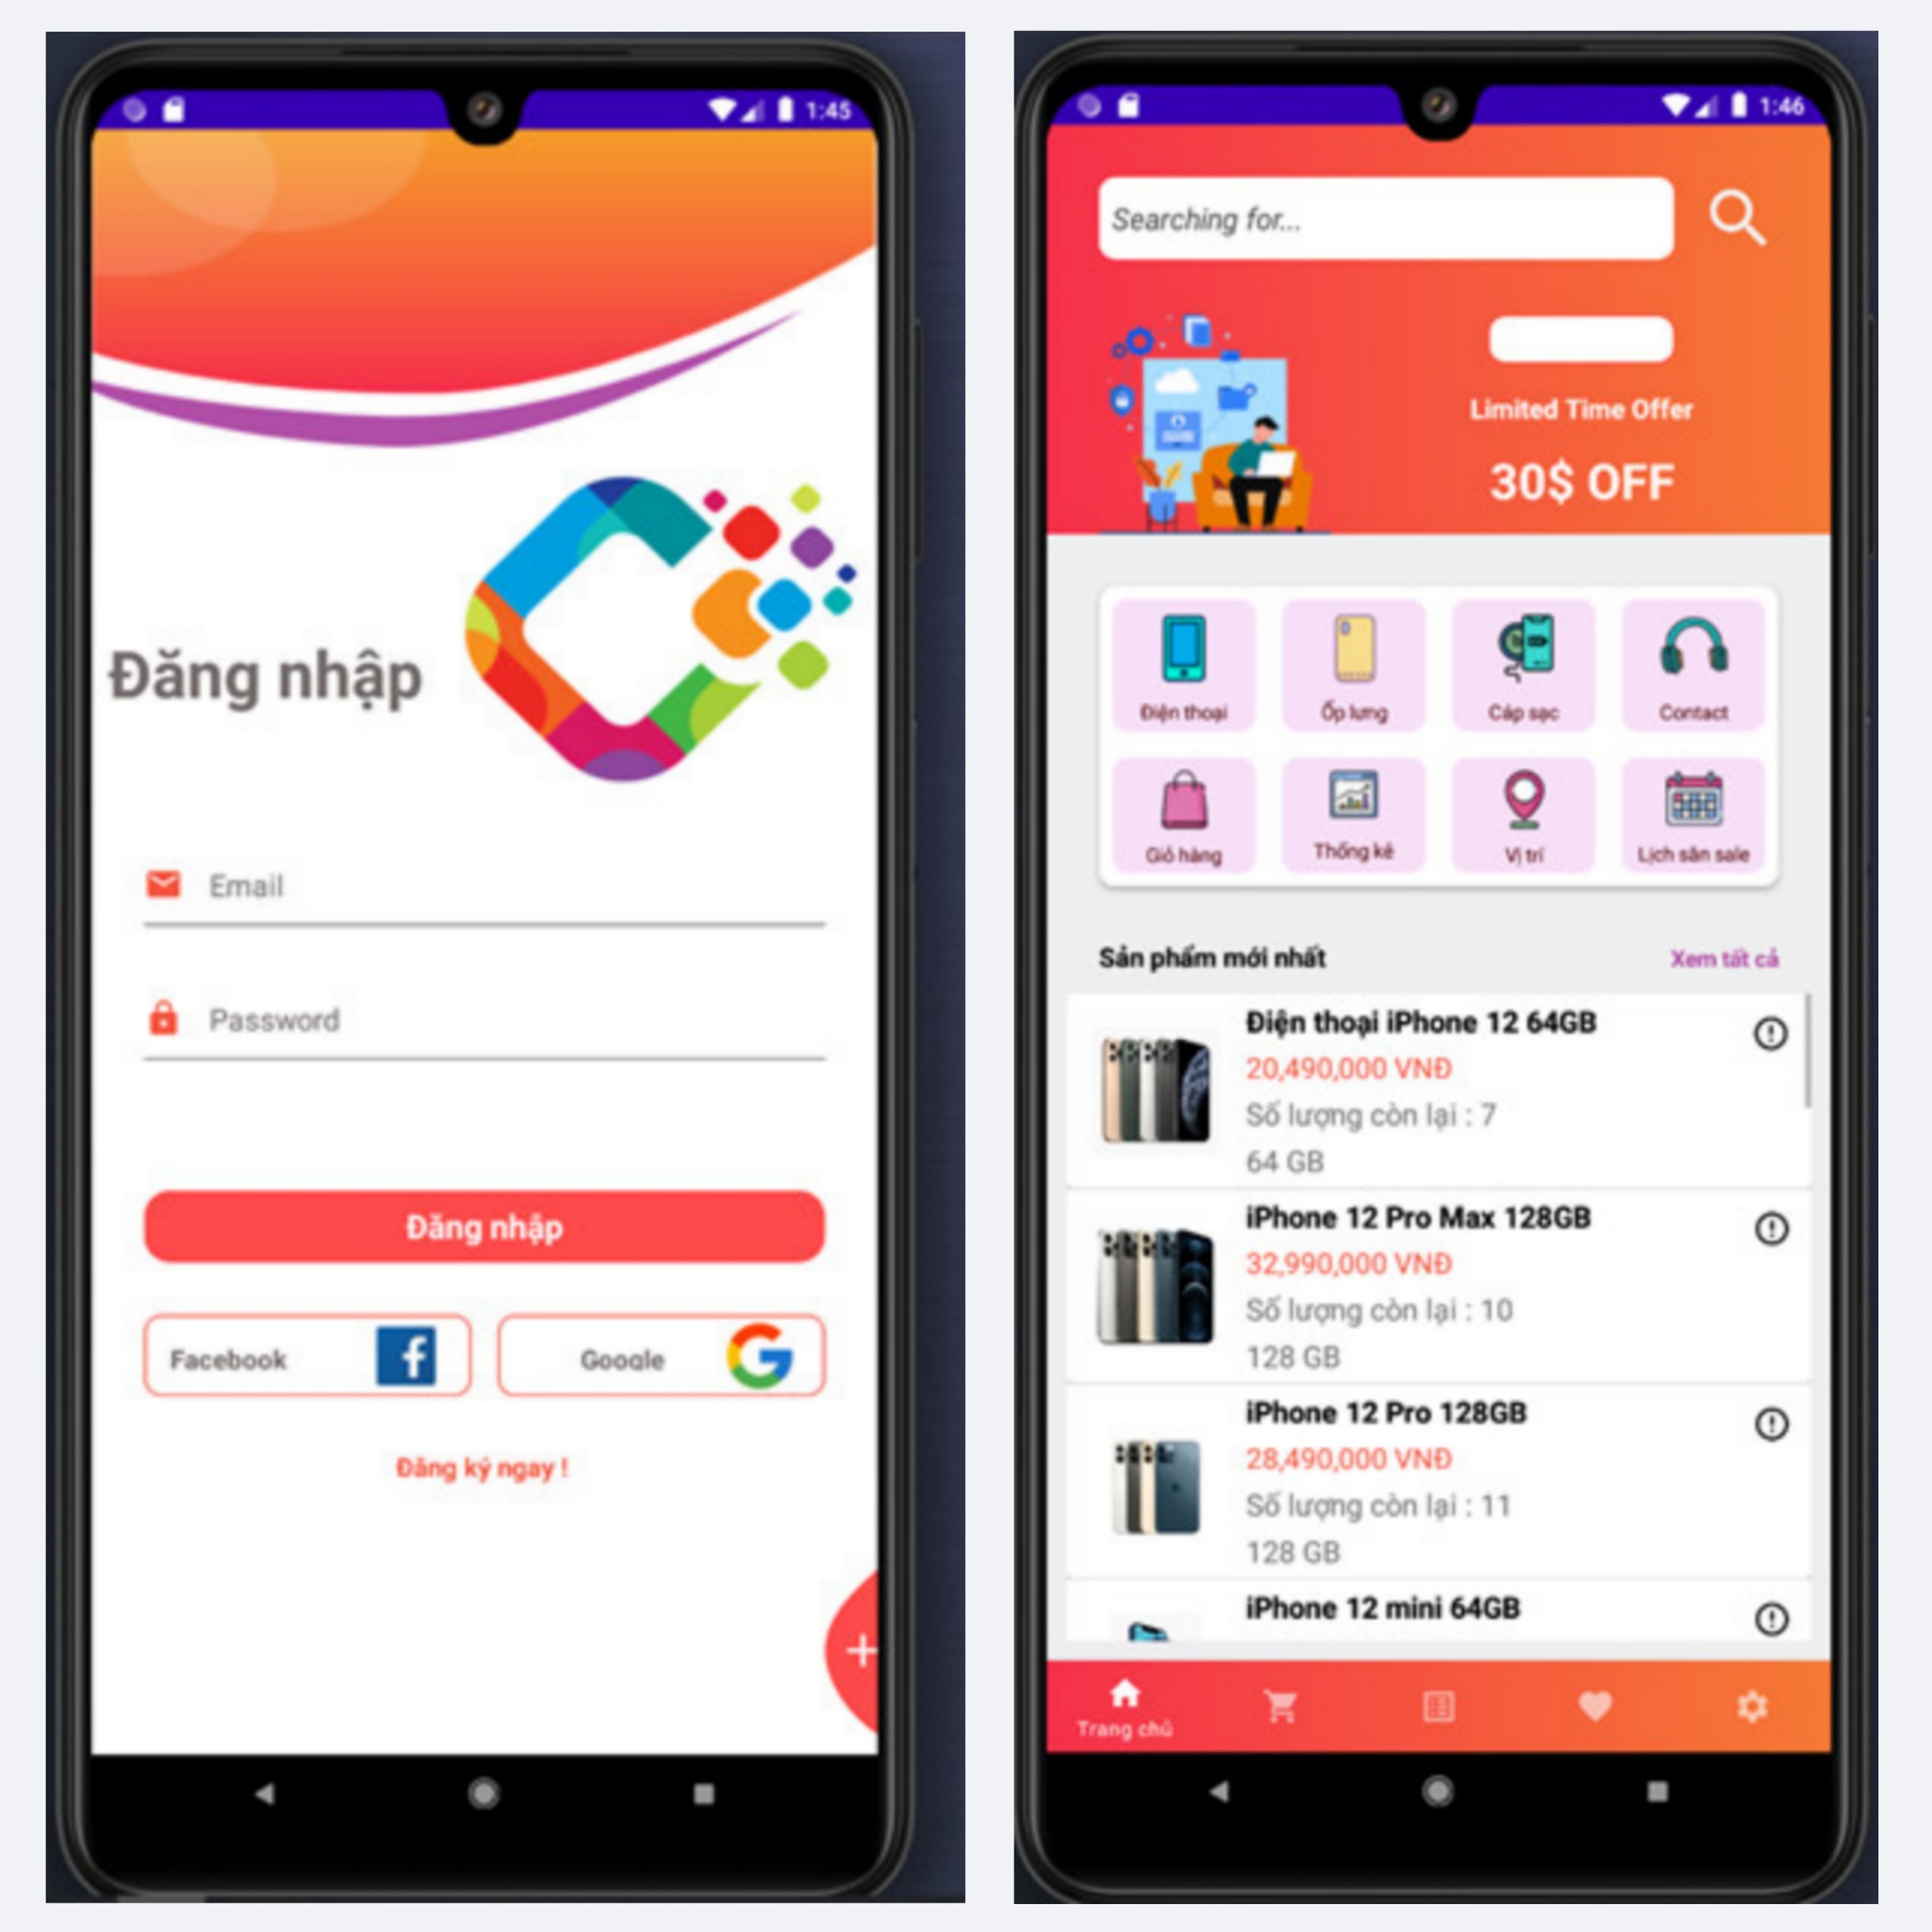 1:45
Đăng nhập
Email
Password
Đăng nhập
Facebook
Google
Đăng ký ngay !
1:46
Searching for...
Limited Time Offer
30$ OFF
Điện thoại
Ốp lưng
Cáp sạc
Contact
Giỏ hàng
Thống kê
Vị trí
Lịch săn sale
Sản phẩm mới nhất
Xem tất cả
Điện thoại iPhone 12 64GB
20,490,000 VNĐ
Số lượng còn lại : 7
64 GB
iPhone 12 Pro Max 128GB
32,990,000 VNĐ
Số lượng còn lại : 10
128 GB
iPhone 12 Pro 128GB
28,490,000 VNĐ
Số lượng còn lại : 11
128 GB
iPhone 12 mini 64GB
Trang chủ